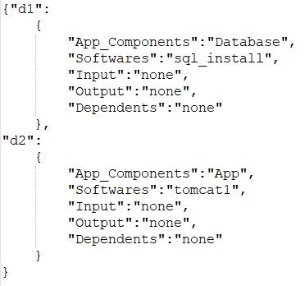 {"d1":
{
"App_Components":"Database",
"Softwares":"sql_install",
"Input":"none",
"Output":"none",
"Dependents":"none"
},
"d2":
{
"App_Components":"App",
"Softwares":"tomcat1",
"Input":"none",
"Output":"none",
"Dependents":"none"
}
}